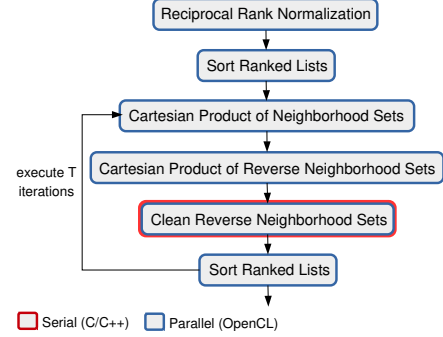 Reciprocal Rank Normalization
Sort Ranked Lists
Cartesian Product of Neighborhood Sets
Cartesian Product of Reverse Neighborhood Sets
execute T
iterations
Clean Reverse Neighborhood Sets
Sort Ranked Lists
Serial (C/C++) Parallel (OpenCL)